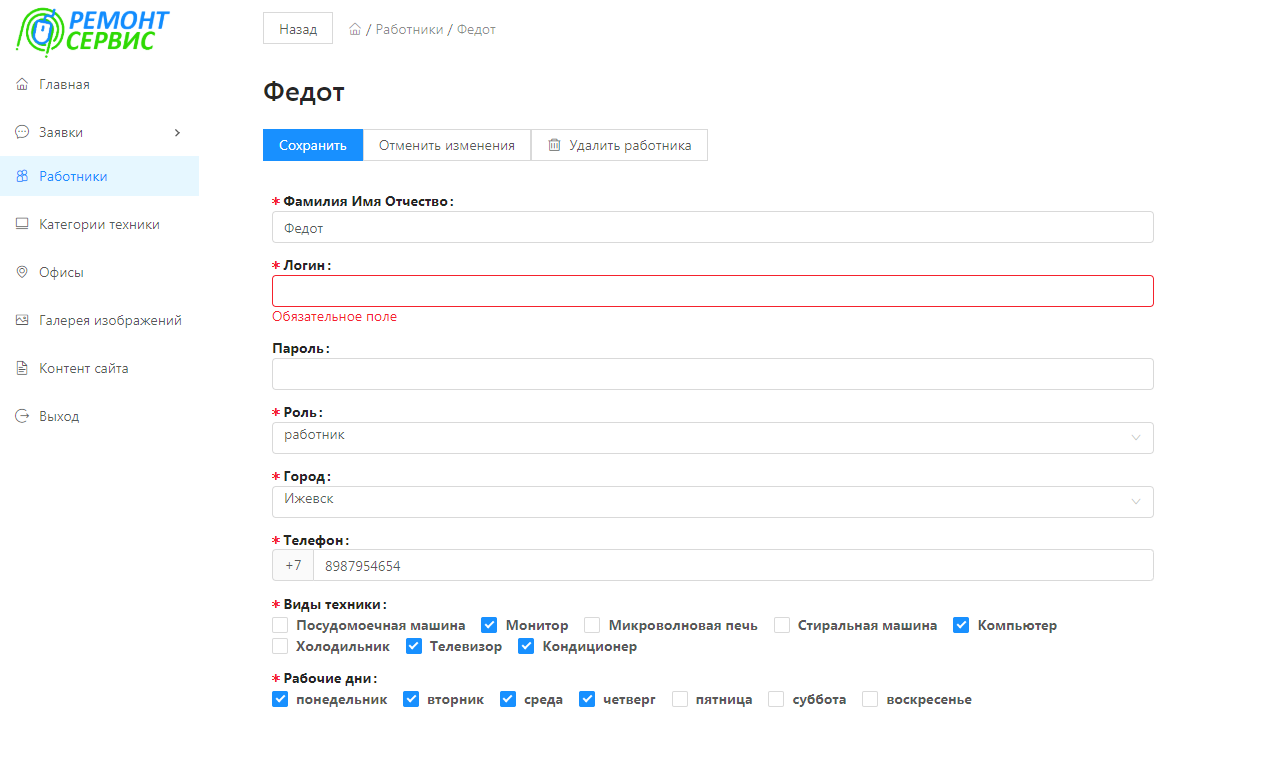 РЕМОНТ
СЕРВИС
Главная
Заявки
Работники
Категории техники
Офисы
Галерея изображений
Контент сайта
Выход
Назад / Работники / Федот
Федот
Сохранить Отменить изменения Удалить работника
* Фамилия Имя Отчество:
Федот
* Логин:
Обязательное поле
Пароль:
* Роль:
работник
* Город:
Ижевск
* Телефон:
+7 8987954654
* Виды техники:
Посудомоечная машина Монитор Микроволновая печь Стиральная машина Компьютер
Холодильник Телевизор Кондиционер
* Рабочие дни:
понедельник вторник среда четверг пятница суббота воскресенье